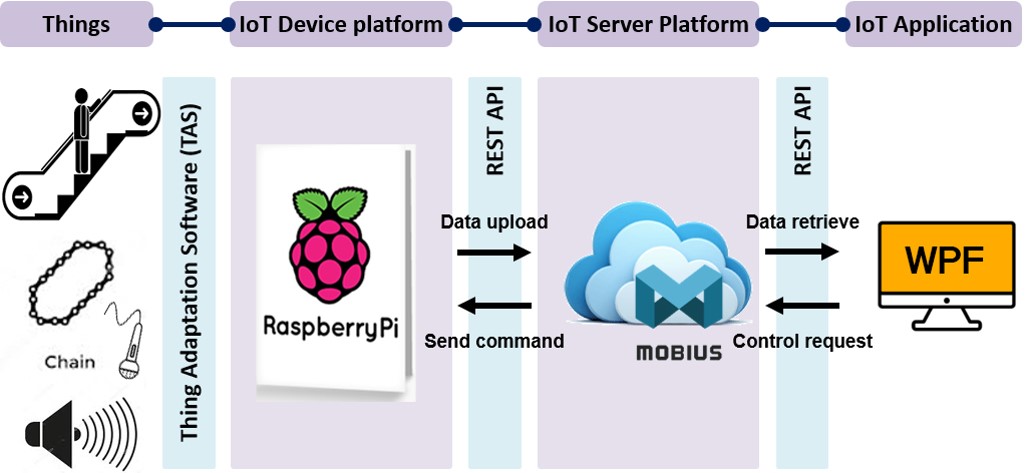 Things
IoT Device platform
IoT Server Platform
IoT Application
Thing Adaptation Software (TAS)
REST API
REST API
Data upload
Data retrieve
WPF
RaspberryPi
Send command
MOBIUS
Control request
Chain